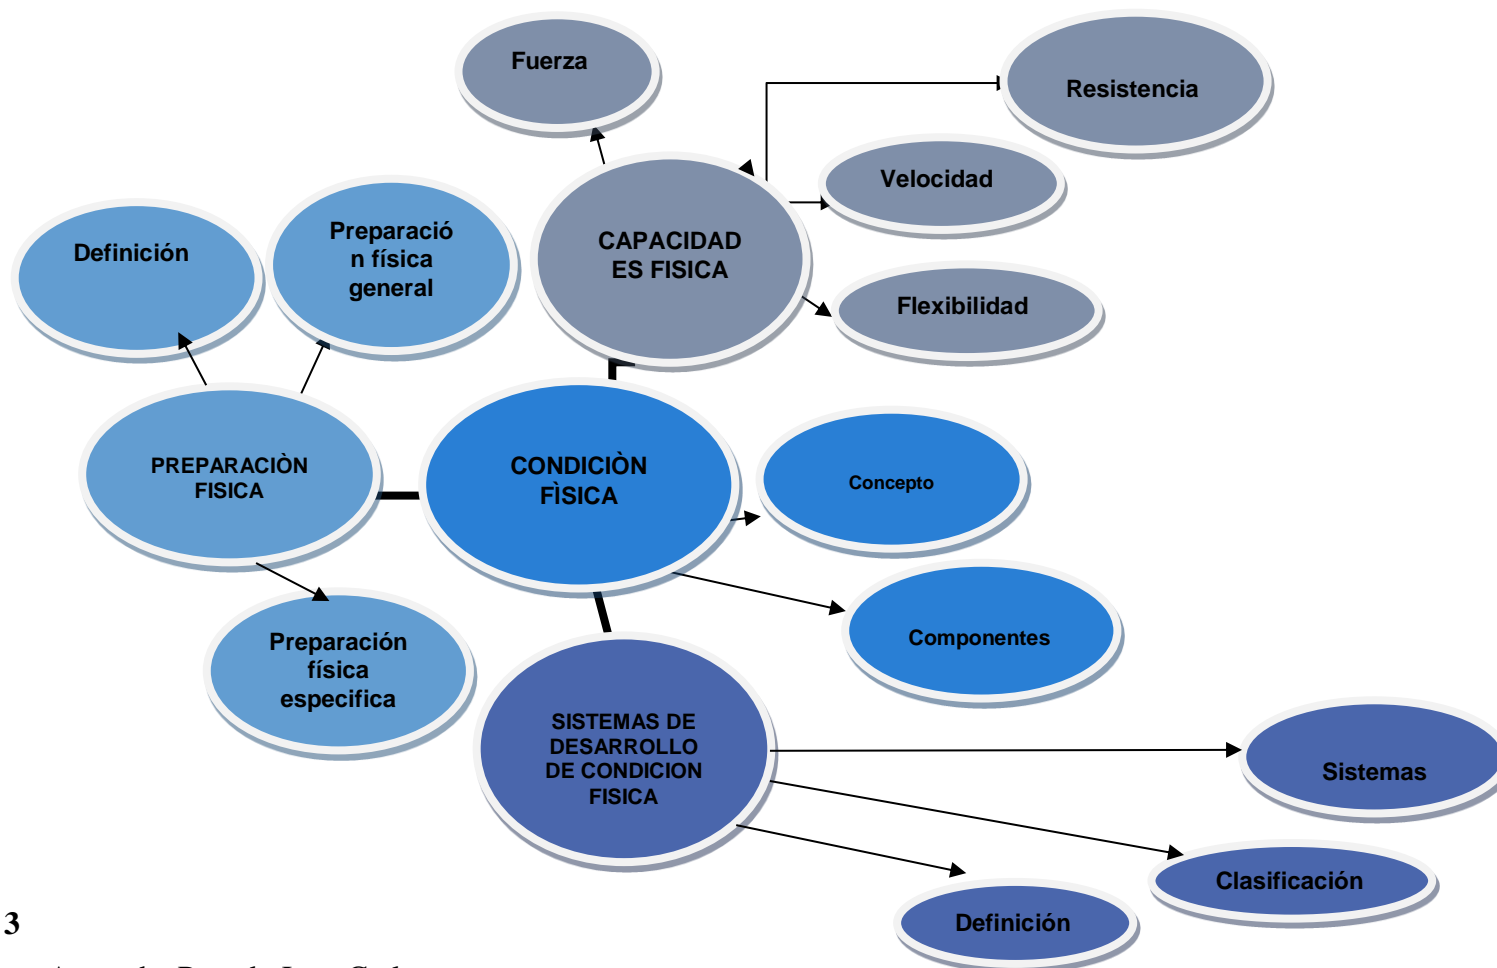 Fuerza
Resistencia
Velocidad
CAPACIDAD
ES FISICA
Flexibilidad
Definición
Preparació
n física
general
PREPARACIÒN
FISICA
CONDICIÒN
FÌSICA
Concepto
Componentes
Preparación
física
especifica
SISTEMAS DE
DESARROLLO
DE CONDICION
FISICA
Sistemas
Clasificación
Definición
3